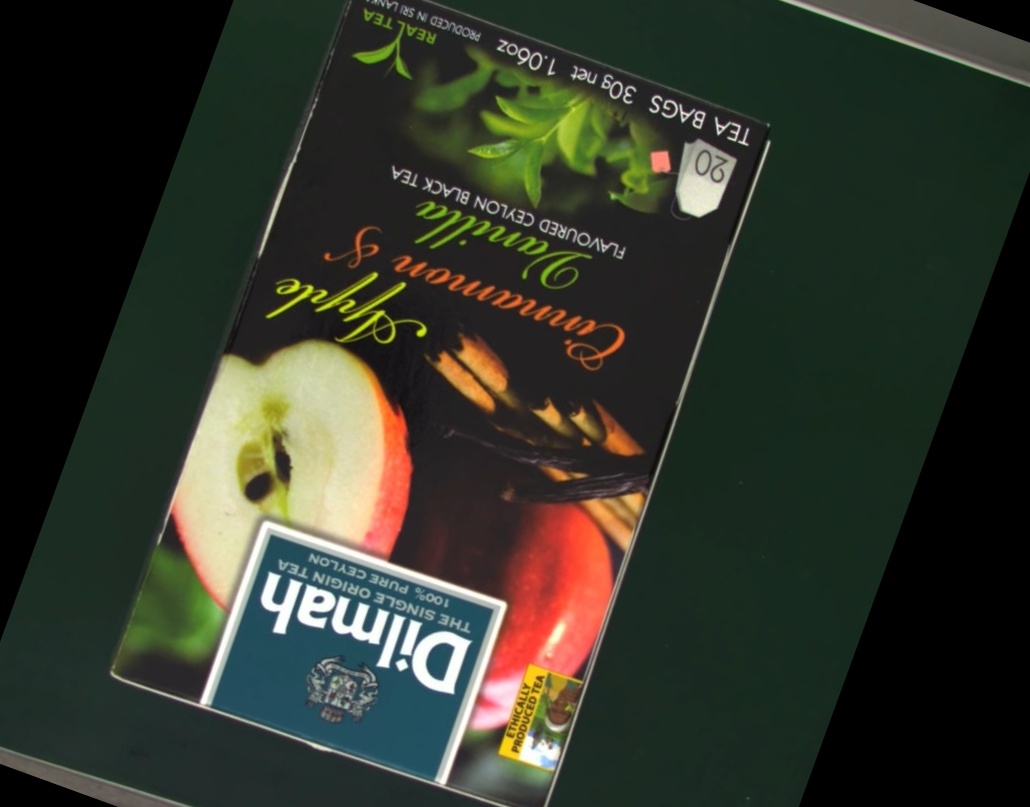 ETHICALLY
PRODUCED TEA
Dilmah
THE SINGLE ORIGIN TEA
100% PURE CEYLON
Apple
Cinnamon &
Vanilla
FLAVOURED CEYLON BLACK TEA
20
TEA BAGS 30g net 1.06oz
PRODUCED IN SRI LANKA
REAL TEA